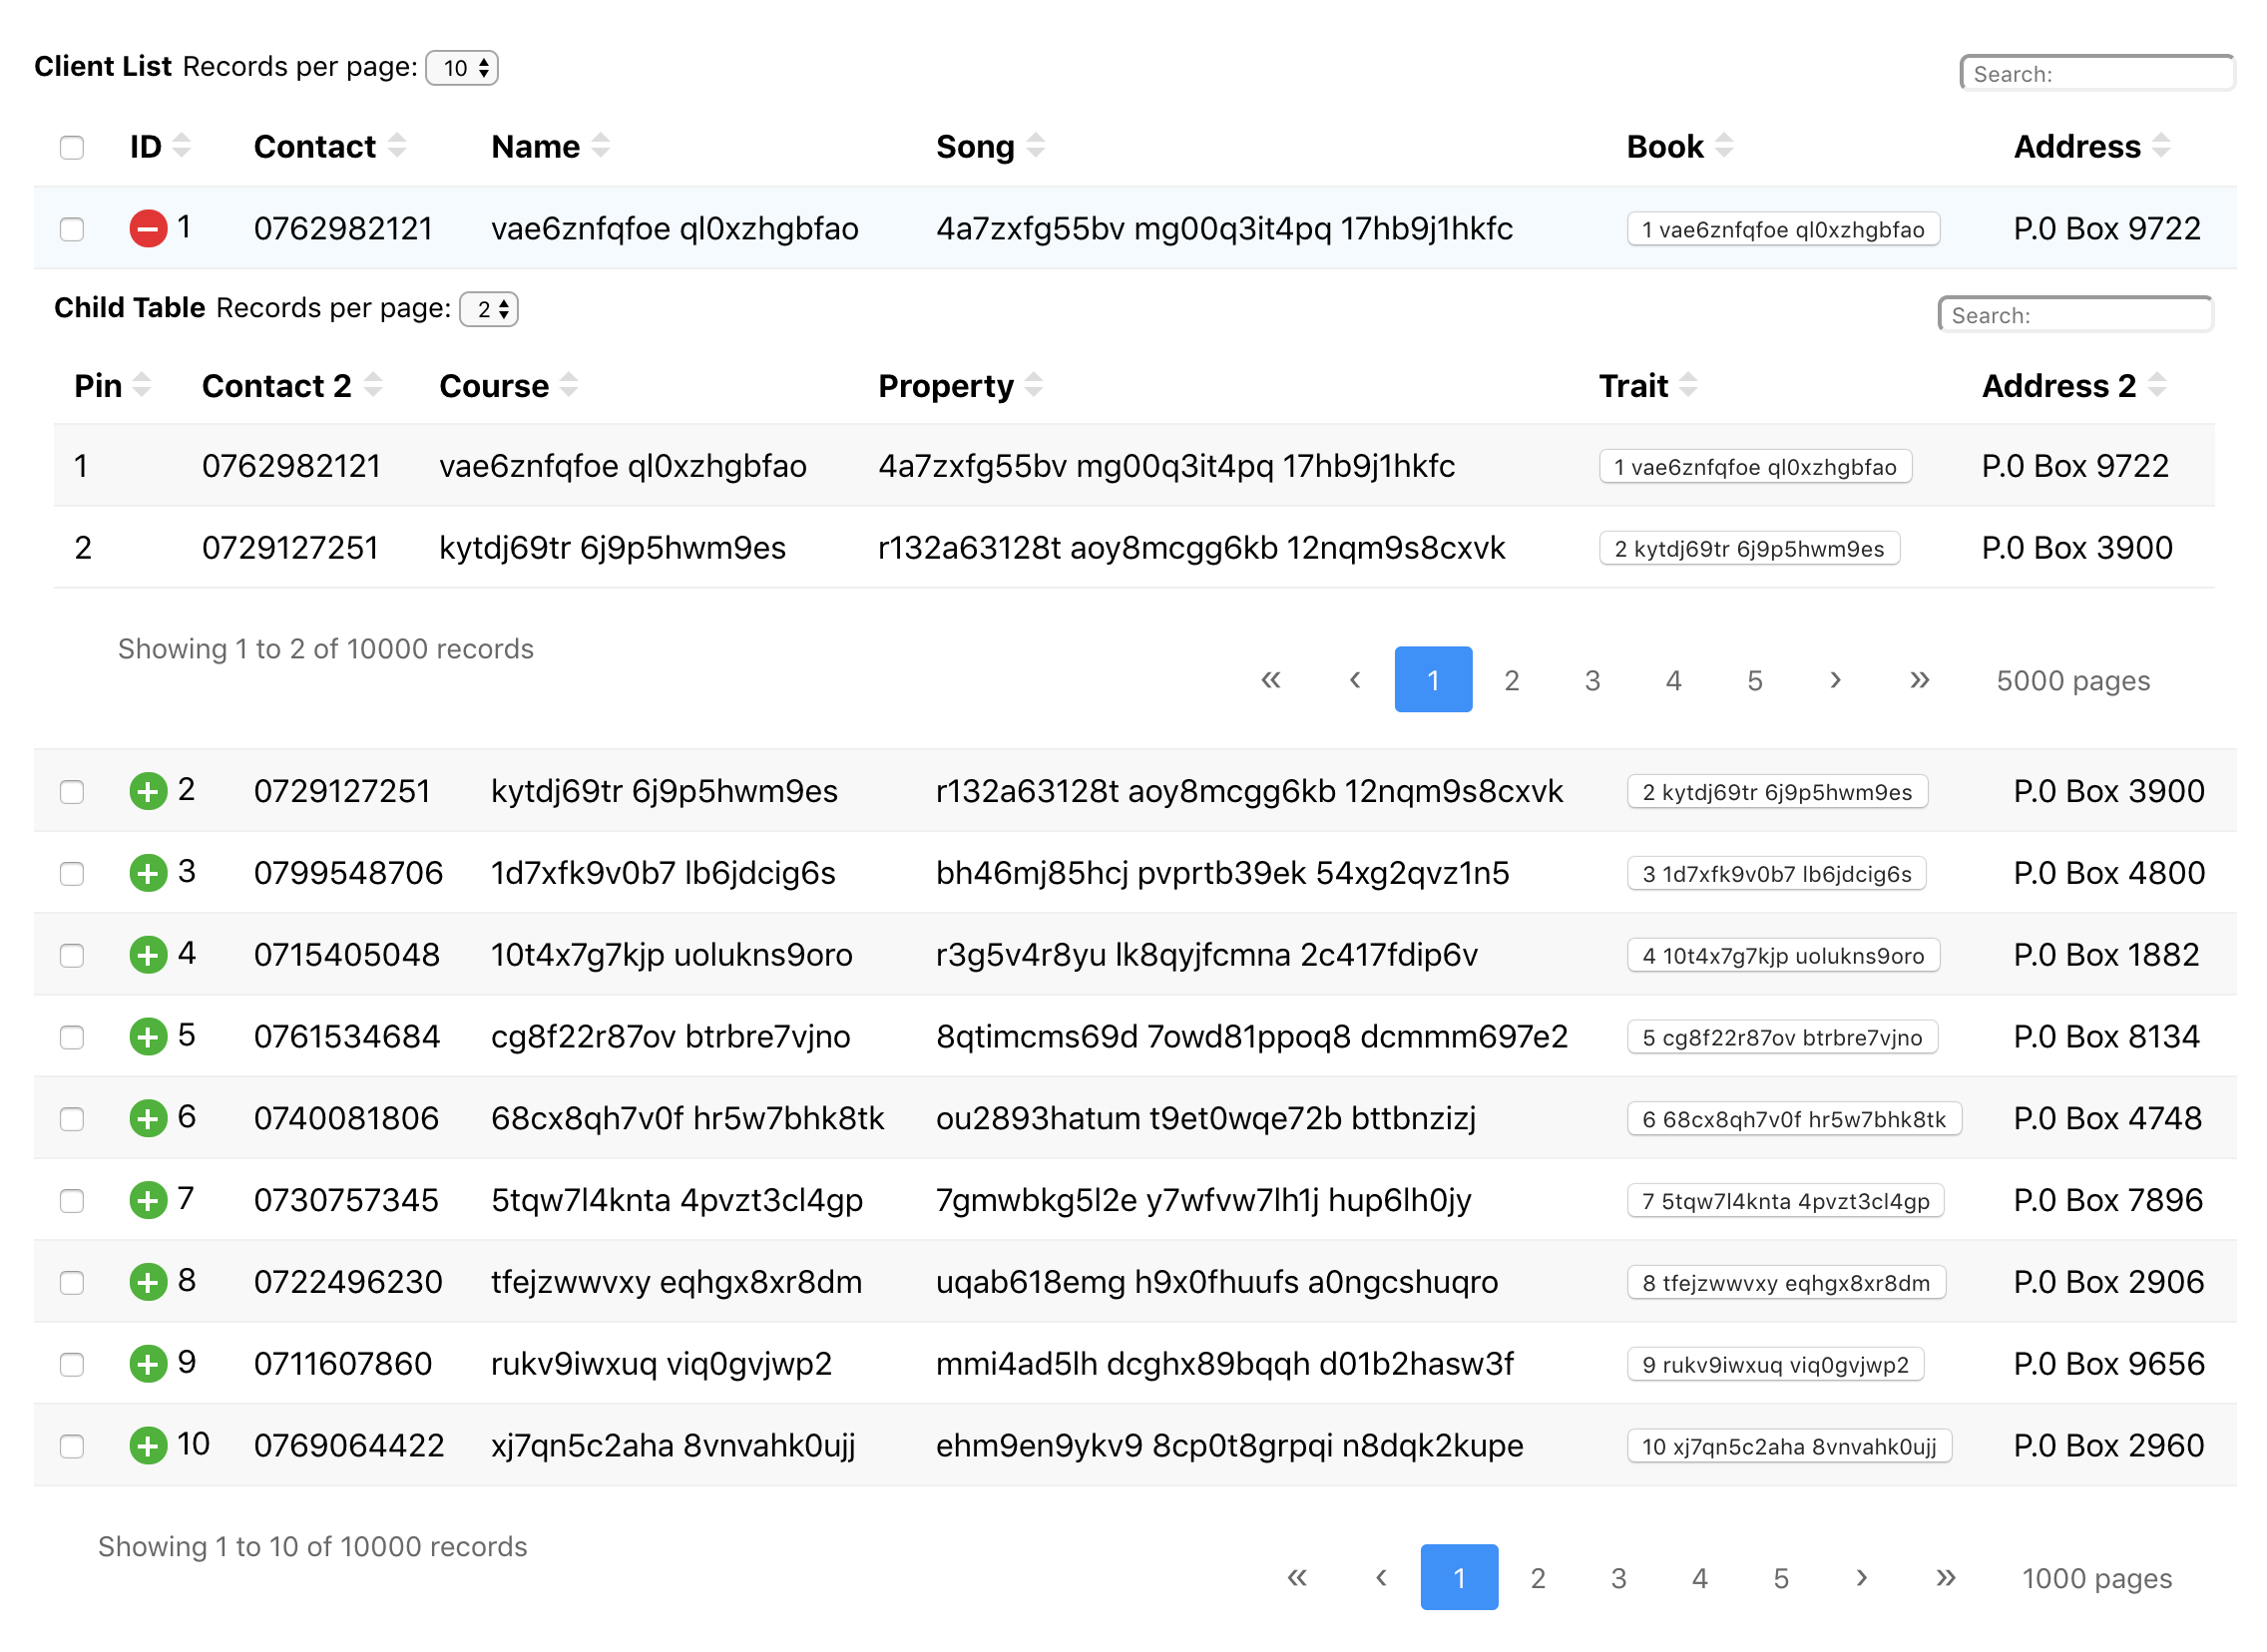 Client List Records per page: 10 Search:
ID Contact Name Song Book Address
1 0762982121 vae6znfqfoe ql0xzhgbfao 4a7zxfg55bv mg00q3it4pq 17hb9j1hkfc 1 vae6znfqfoe ql0xzhgbfao P.0 Box 9722
Child Table Records per page: 2 Search:
Pin Contact 2 Course Property Trait Address 2
1 0762982121 vae6znfqfoe ql0xzhgbfao 4a7zxfg55bv mg00q3it4pq 17hb9j1hkfc 1 vae6znfqfoe ql0xzhgbfao P.0 Box 9722
2 0729127251 kytdj69tr 6j9p5hwm9es r132a63128t aoy8mcgg6kb 12nqm9s8cxvk 2 kytdj69tr 6j9p5hwm9es P.0 Box 3900
Showing 1 to 2 of 10000 records
« ‹ 1 2 3 4 5 › » 5000 pages
2 0729127251 kytdj69tr 6j9p5hwm9es r132a63128t aoy8mcgg6kb 12nqm9s8cxvk 2 kytdj69tr 6j9p5hwm9es P.0 Box 3900
3 0799548706 1d7xfk9v0b7 lb6jdcig6s bh46mj85hcj pvprtb39ek 54xg2qvz1n5 3 1d7xfk9v0b7 lb6jdcig6s P.0 Box 4800
4 0715405048 10t4x7g7kjp uolukns9oro r3g5v4r8yu lk8qyjfcmna 2c417fdip6v 4 10t4x7g7kjp uolukns9oro P.0 Box 1882
5 0761534684 cg8f22r87ov btrbre7vjno 8qtimcms69d 7owd81ppoq8 dcmmm697e2 5 cg8f22r87ov btrbre7vjno P.0 Box 8134
6 0740081806 68cx8qh7v0f hr5w7bhk8tk ou2893hatum t9et0wqe72b bttbnzizj 6 68cx8qh7v0f hr5w7bhk8tk P.0 Box 4748
7 0730757345 5tqw7l4knta 4pvzt3cl4gp 7gmwbkg5l2e y7wfvw7lh1j hup6lh0jy 7 5tqw7l4knta 4pvzt3cl4gp P.0 Box 7896
8 0722496230 tfejzwwvxy eqhgx8xr8dm uqab618emg h9x0fhuufs a0ngcshuqro 8 tfejzwwvxy eqhgx8xr8dm P.0 Box 2906
9 0711607860 rukv9iwxuq viq0gvjwp2 mmi4ad5lh dcghx89bqqh d01b2hasw3f 9 rukv9iwxuq viq0gvjwp2 P.0 Box 9656
10 0769064422 xj7qn5c2aha 8vnvahk0ujj ehm9en9ykv9 8cp0t8grpqi n8dqk2kupe 10 xj7qn5c2aha 8vnvahk0ujj P.0 Box 2960
Showing 1 to 10 of 10000 records
« ‹ 1 2 3 4 5 › » 1000 pages